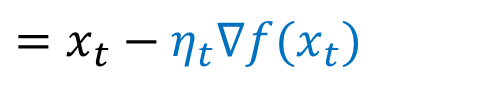 = x_t − η_t∇f(x_t)